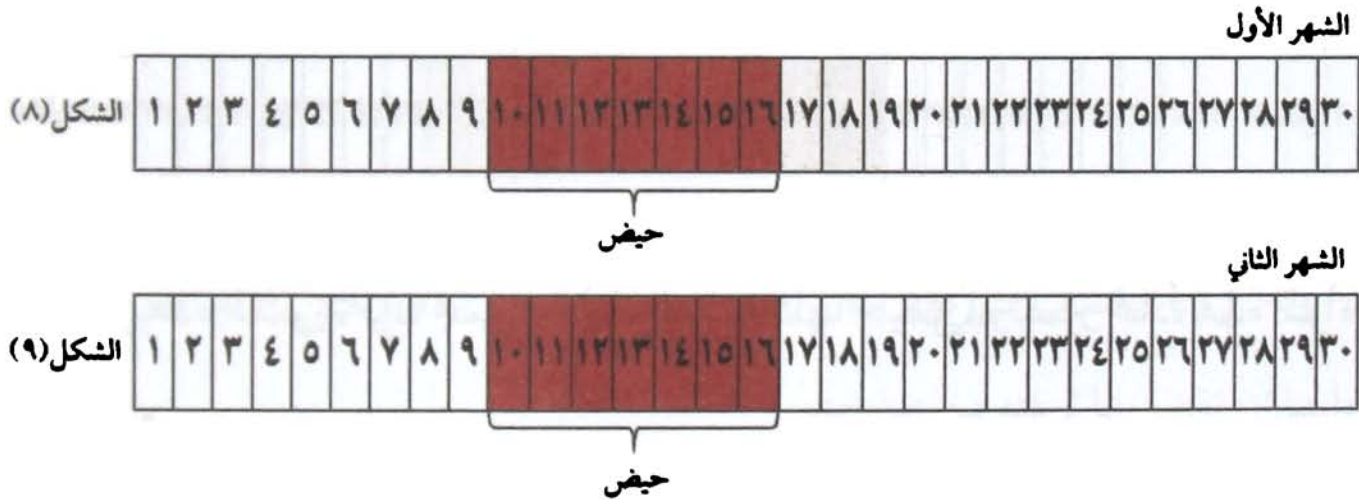 الشهر الأول
الشكل(٨) ١ ٢ ٣ ٤ ٥ ٦ ٧ ٨ ٩ ١٠ ١١ ١٢ ١٣ ١٤ ١٥ ١٦ ١٧ ١٨ ١٩ ٢٠ ٢١ ٢٢ ٢٣ ٢٤ ٢٥ ٢٦ ٢٧ ٢٨ ٢٩ ٣٠
حيض
الشهر الثاني
الشكل(٩) ١ ٢ ٣ ٤ ٥ ٦ ٧ ٨ ٩ ١٠ ١١ ١٢ ١٣ ١٤ ١٥ ١٦ ١٧ ١٨ ١٩ ٢٠ ٢١ ٢٢ ٢٣ ٢٤ ٢٥ ٢٦ ٢٧ ٢٨ ٢٩ ٣٠
حيض